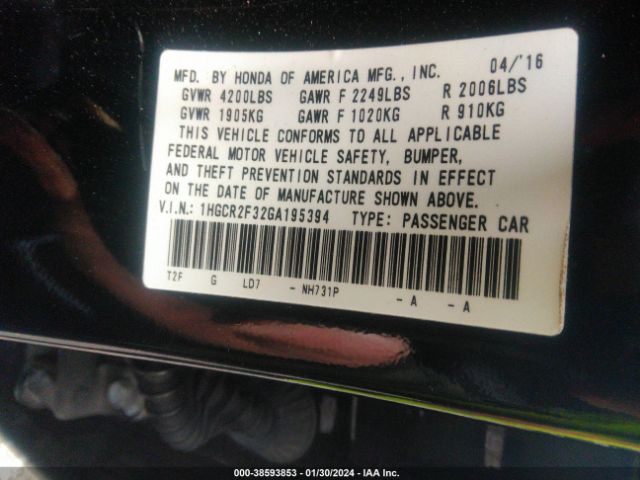 MFD. BY HONDA OF AMERICA MFG., INC. 04/'16
GVWR 4200LBS GAWR F 2249LBS R 2006LBS
GVWR 1905KG GAWR F 1020KG R 910KG
THIS VEHICLE CONFORMS TO ALL APPLICABLE
FEDERAL MOTOR VEHICLE SAFETY, BUMPER,
AND THEFT PREVENTION STANDARDS IN EFFECT
ON THE DATE OF MANUFACTURE SHOWN ABOVE.
V.I.N.: 1HGCR2F32GA195394 TYPE: PASSENGER CAR
T2F G LD7 - NH731P - A - A
000-38593853 - 01/30/2024 - IAA Inc.